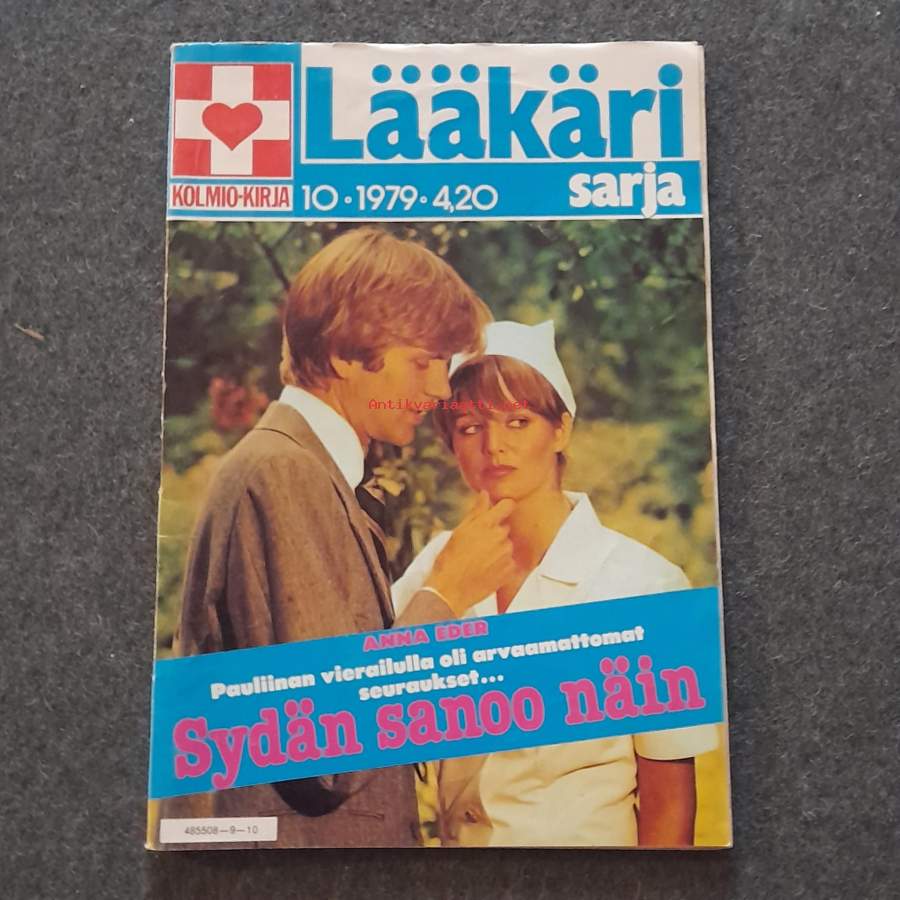 Lääkäri
sarja
KOLMIO-KIRJA 10•1979•4,20
Antikvariaatti.net
ANNA EDER
Pauliinan vierailulla oli arvaamattomat
seuraukset...
Sydän sanoo näin
485508—9—10